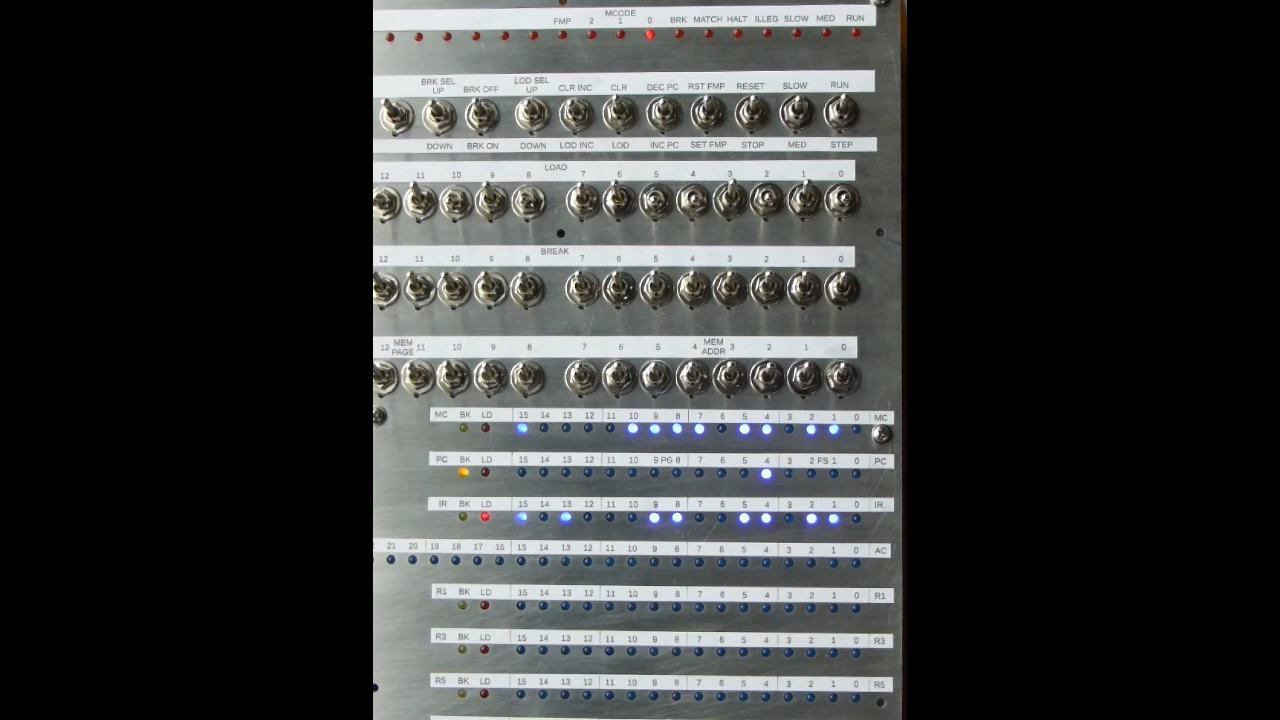 MCODE
FMP 2 1 0 BRK MATCH HALT ILLEG SLOW MED RUN
BRK SEL UP BRK OFF LOD SEL UP CLR INC CLR DEC PC RST FMP RESET SLOW RUN
DOWN BRK ON DOWN LOD INC LOD INC PC SET FMP STOP MED STEP
LOAD
12 11 10 9 8 7 6 5 4 3 2 1 0
BREAK
12 11 10 9 8 7 6 5 4 3 2 1 0
12 MEM PAGE 11 10 9 8 7 6 5 4 MEM ADDR 3 2 1 0
MC BK LD 15 14 13 12 11 10 9 8 7 6 5 4 3 2 1 0 MC
PC BK LD 15 14 13 12 11 10 9 PG 8 7 6 5 4 3 2 FS 1 0 PC
IR BK LD 15 14 13 12 11 10 9 8 7 6 5 4 3 2 1 0 IR
21 20 19 18 17 16 15 14 13 12 11 10 9 8 7 6 5 4 3 2 1 0 AC
R1 BK LD 15 14 13 12 11 10 9 8 7 6 5 4 3 2 1 0 R1
R3 BK LD 15 14 13 12 11 10 9 8 7 6 5 4 3 2 1 0 R3
R5 BK LD 15 14 13 12 11 10 9 8 7 6 5 4 3 2 1 0 R5